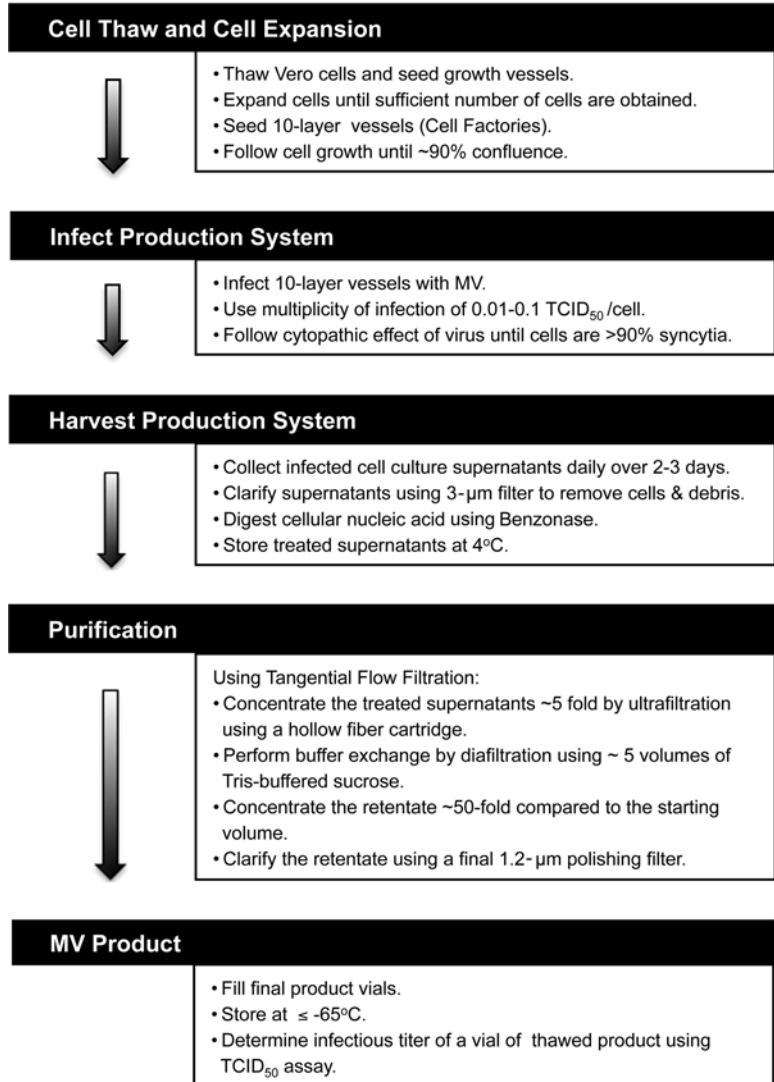 Cell Thaw and Cell Expansion
• Thaw Vero cells and seed growth vessels.
• Expand cells until sufficient number of cells are obtained.
• Seed 10-layer vessels (Cell Factories).
• Follow cell growth until ~90% confluence.
Infect Production System
• Infect 10-layer vessels with MV.
• Use multiplicity of infection of 0.01-0.1 TCID50 /cell.
• Follow cytopathic effect of virus until cells are >90% syncytia.
Harvest Production System
• Collect infected cell culture supernatants daily over 2-3 days.
• Clarify supernatants using 3-µm filter to remove cells & debris.
• Digest cellular nucleic acid using Benzonase.
• Store treated supernatants at 4ºC.
Purification
Using Tangential Flow Filtration:
• Concentrate the treated supernatants ~5 fold by ultrafiltration
using a hollow fiber cartridge.
• Perform buffer exchange by diafiltration using ~ 5 volumes of
Tris-buffered sucrose.
• Concentrate the retentate ~50-fold compared to the starting
volume.
• Clarify the retentate using a final 1.2-µm polishing filter.
MV Product
• Fill final product vials.
• Store at ≤ -65ºC.
• Determine infectious titer of a vial of thawed product using
TCID50 assay.